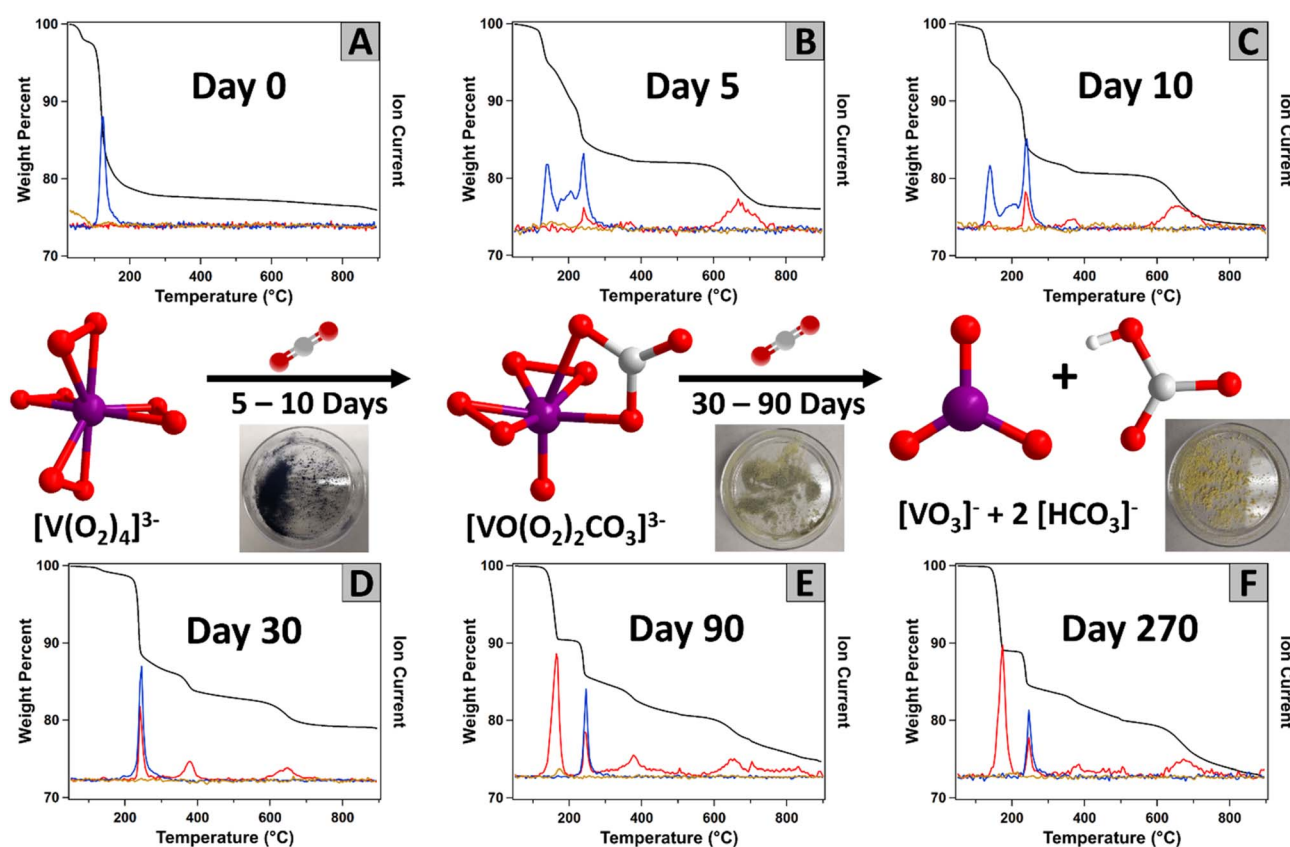 A
Day 0
Weight Percent
100
90
80
70
Ion Current
200 400 600 800
Temperature (°C)
B
Day 5
Weight Percent
100
90
80
70
Ion Current
200 400 600 800
Temperature (°C)
C
Day 10
Weight Percent
100
90
80
70
Ion Current
200 400 600 800
Temperature (°C)
5 – 10 Days
30 – 90 Days
+
[V(O₂)₄]³⁻
[VO(O₂)₂CO₃]³⁻
[VO₃]⁻ + 2 [HCO₃]⁻
D
Day 30
Weight Percent
100
90
80
70
Ion Current
200 400 600 800
Temperature (°C)
E
Day 90
Weight Percent
100
90
80
70
Ion Current
200 400 600 800
Temperature (°C)
F
Day 270
Weight Percent
100
90
80
70
Ion Current
200 400 600 800
Temperature (°C)